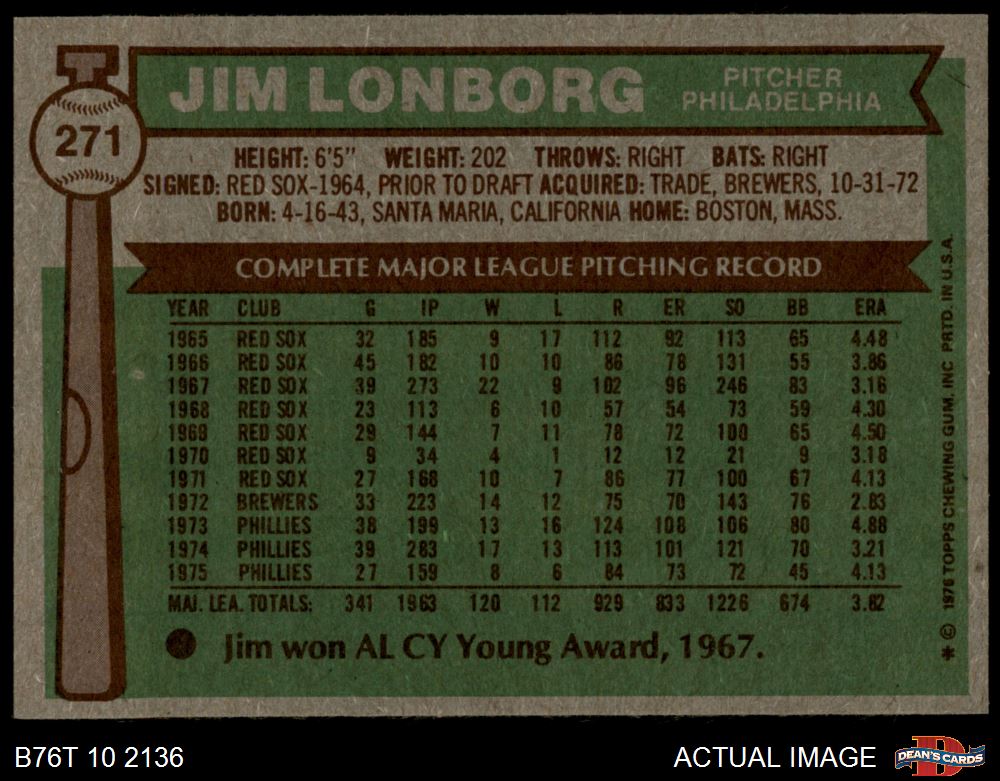 271
JIM LONBORG
PITCHER
PHILADELPHIA
HEIGHT: 6'5" WEIGHT: 202 THROWS: RIGHT BATS: RIGHT
SIGNED: RED SOX-1964, PRIOR TO DRAFT ACQUIRED: TRADE, BREWERS, 10-31-72
BORN: 4-16-43, SANTA MARIA, CALIFORNIA HOME: BOSTON, MASS.
COMPLETE MAJOR LEAGUE PITCHING RECORD
YEAR CLUB G IP W L R ER SO BB ERA
1965 RED SOX 32 185 9 17 112 92 113 65 4.48
1966 RED SOX 45 182 10 10 86 78 131 55 3.86
1967 RED SOX 39 273 22 9 102 96 246 83 3.16
1968 RED SOX 23 113 6 10 57 54 73 59 4.30
1969 RED SOX 29 144 7 11 78 72 100 65 4.50
1970 RED SOX 9 34 4 1 12 12 21 9 3.18
1971 RED SOX 27 168 10 7 86 77 100 67 4.13
1972 BREWERS 33 223 14 12 75 70 143 76 2.83
1973 PHILLIES 38 199 13 16 124 108 106 80 4.88
1974 PHILLIES 39 283 17 13 113 101 121 70 3.21
1975 PHILLIES 27 159 8 6 84 73 72 45 4.13
MAJ. LEA. TOTALS: 341 1963 120 112 929 833 1226 674 3.82
Jim won AL CY Young Award, 1967.
* © 1976 TOPPS CHEWING GUM, INC PRTD. IN U.S.A.
B76T 10 2136
ACTUAL IMAGE
DEAN'S CARDS